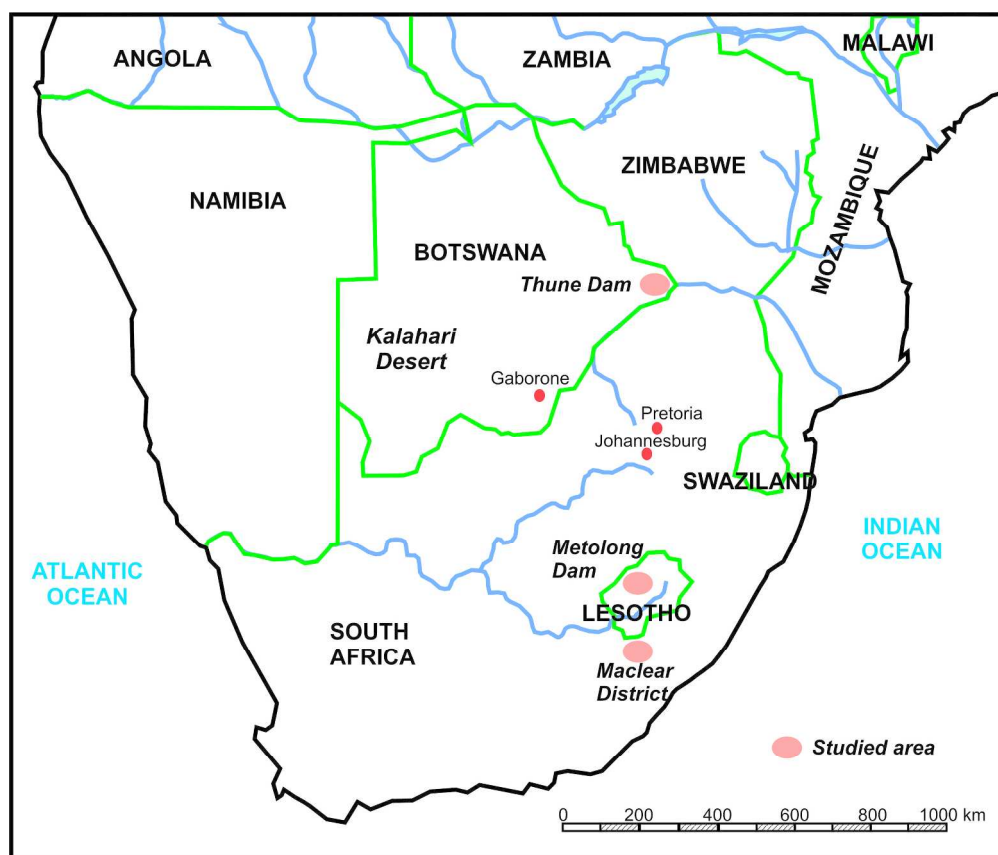 ANGOLA
ZAMBIA
MALAWI
NAMIBIA
ZIMBABWE
MOZAMBIQUE
BOTSWANA
Thune Dam
Kalahari
Desert
Gaborone
Pretoria
Johannesburg
SWAZILAND
INDIAN
OCEAN
ATLANTIC
OCEAN
Metolong
Dam
LESOTHO
SOUTH
AFRICA
Maclear
District
Studied area
0 200 400 600 800 1000 km